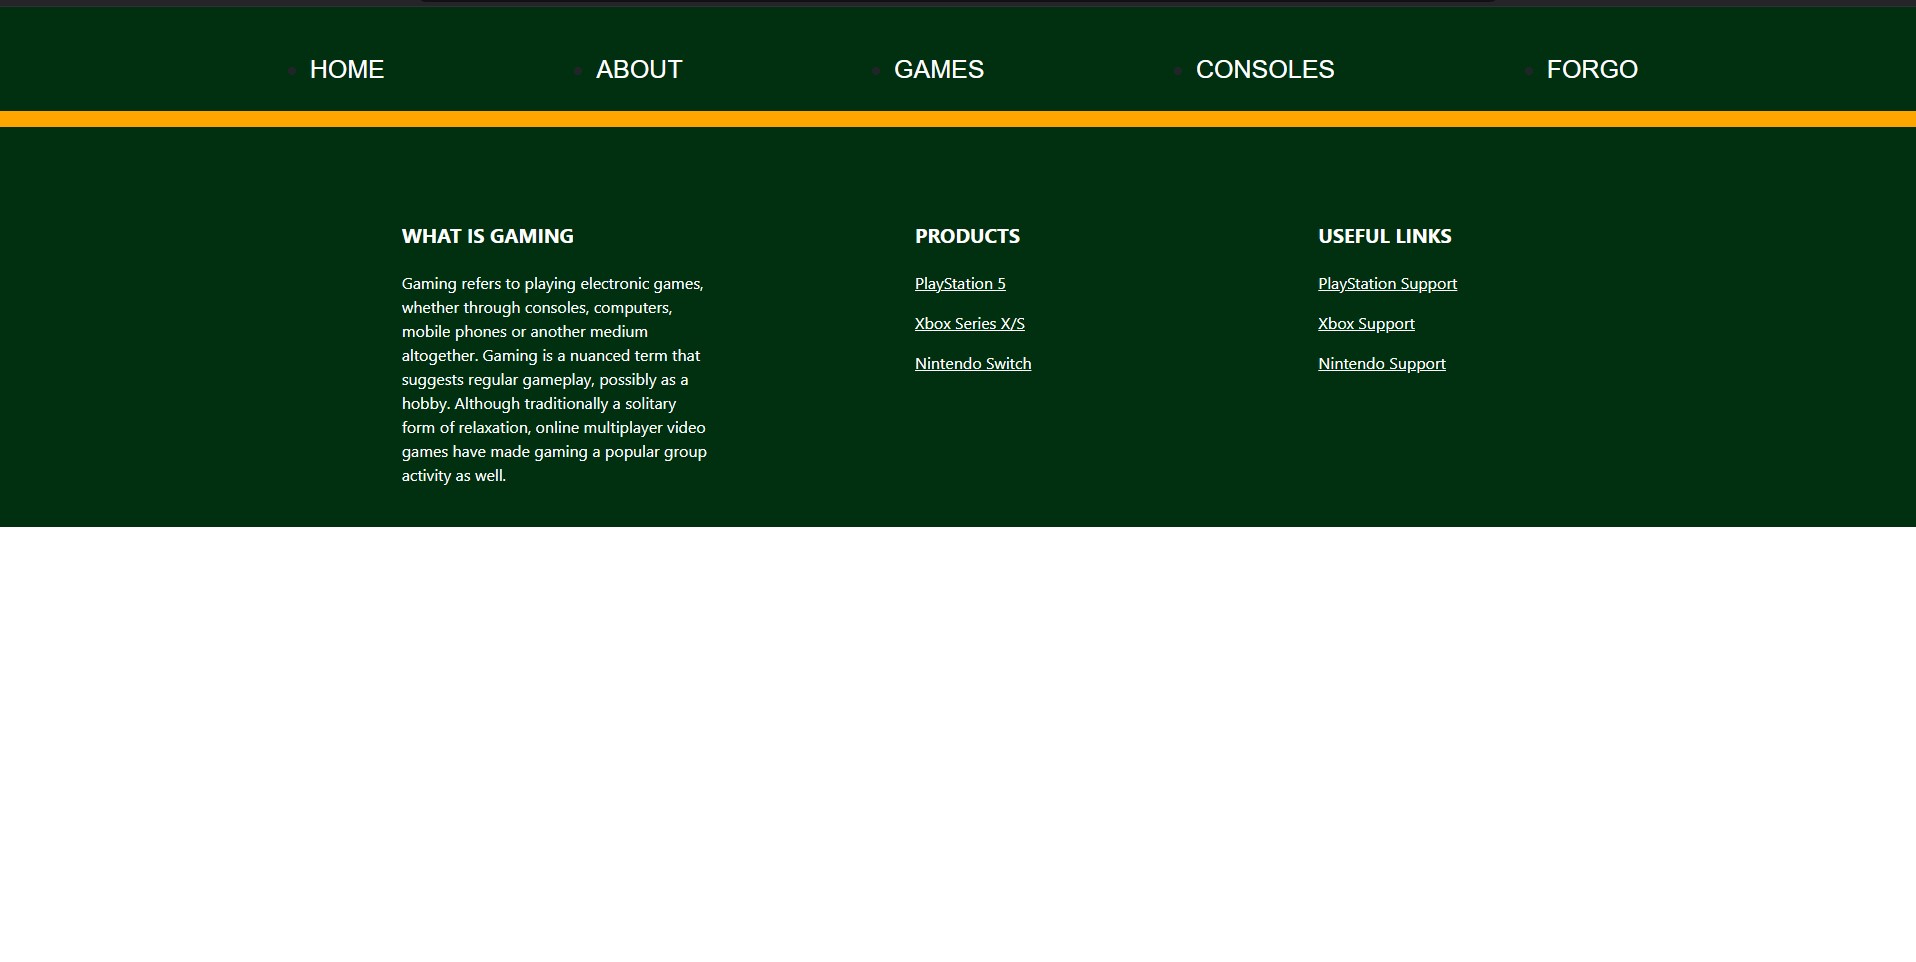 HOME ABOUT GAMES CONSOLES FORGO
WHAT IS GAMING
Gaming refers to playing electronic games,
whether through consoles, computers,
mobile phones or another medium
altogether. Gaming is a nuanced term that
suggests regular gameplay, possibly as a
hobby. Although traditionally a solitary
form of relaxation, online multiplayer video
games have made gaming a popular group
activity as well.
PRODUCTS
PlayStation 5
Xbox Series X/S
Nintendo Switch
USEFUL LINKS
PlayStation Support
Xbox Support
Nintendo Support